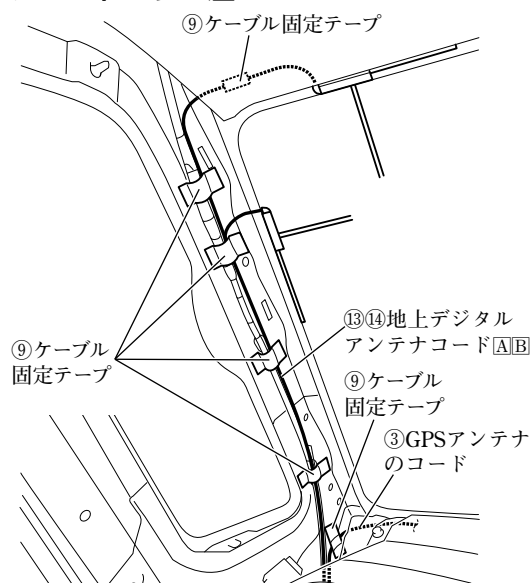 ⑨ケーブル固定テープ
⑬⑭地上デジタル
アンテナコードAB
⑨ケーブル
固定テープ
⑨ケーブル
固定テープ
③GPSアンテナ
のコード